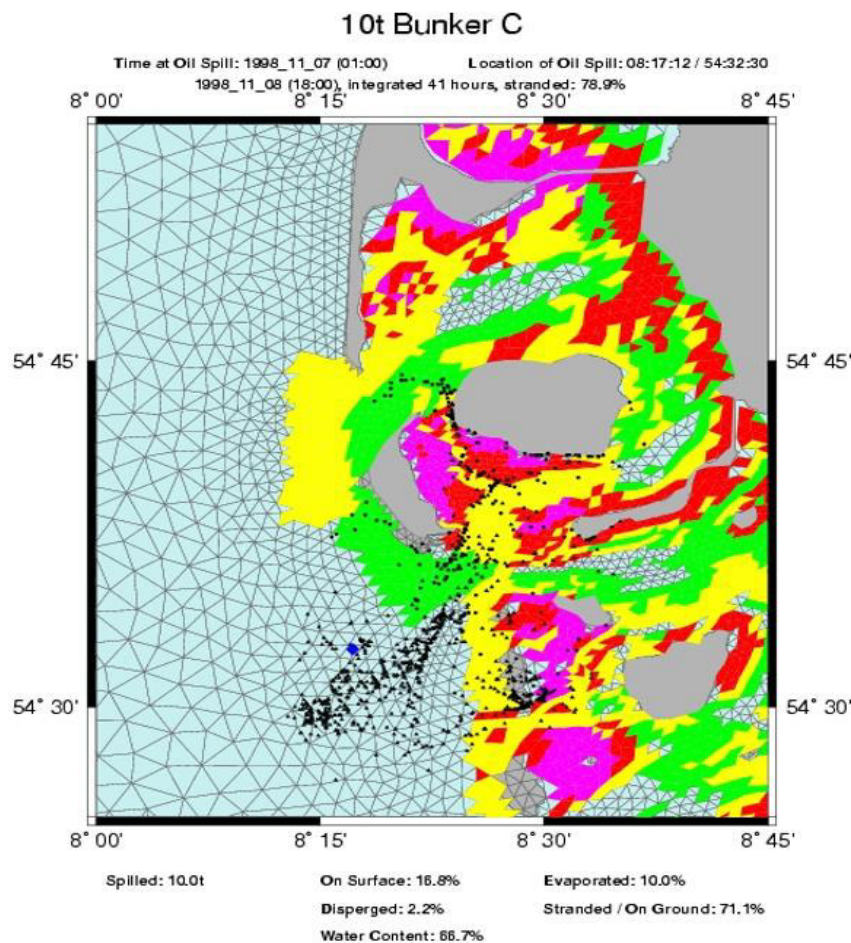 10t Bunker C
Time at Oil Spill: 1998_11_07 (01:00) Location of Oil Spill: 08:17:12 / 54:32:30
1998_11_08 (18:00), integrated 41 hours, stranded: 78.9%
8° 00' 8° 15' 8° 30' 8° 45'
54° 45' 54° 45'
54° 30' 54° 30'
8° 00' 8° 15' 8° 30' 8° 45'
Spilled: 10.0t On Surface: 16.8% Evaporated: 10.0%
Disperged: 2.2% Stranded / On Ground: 71.1%
Water Content: 66.7%